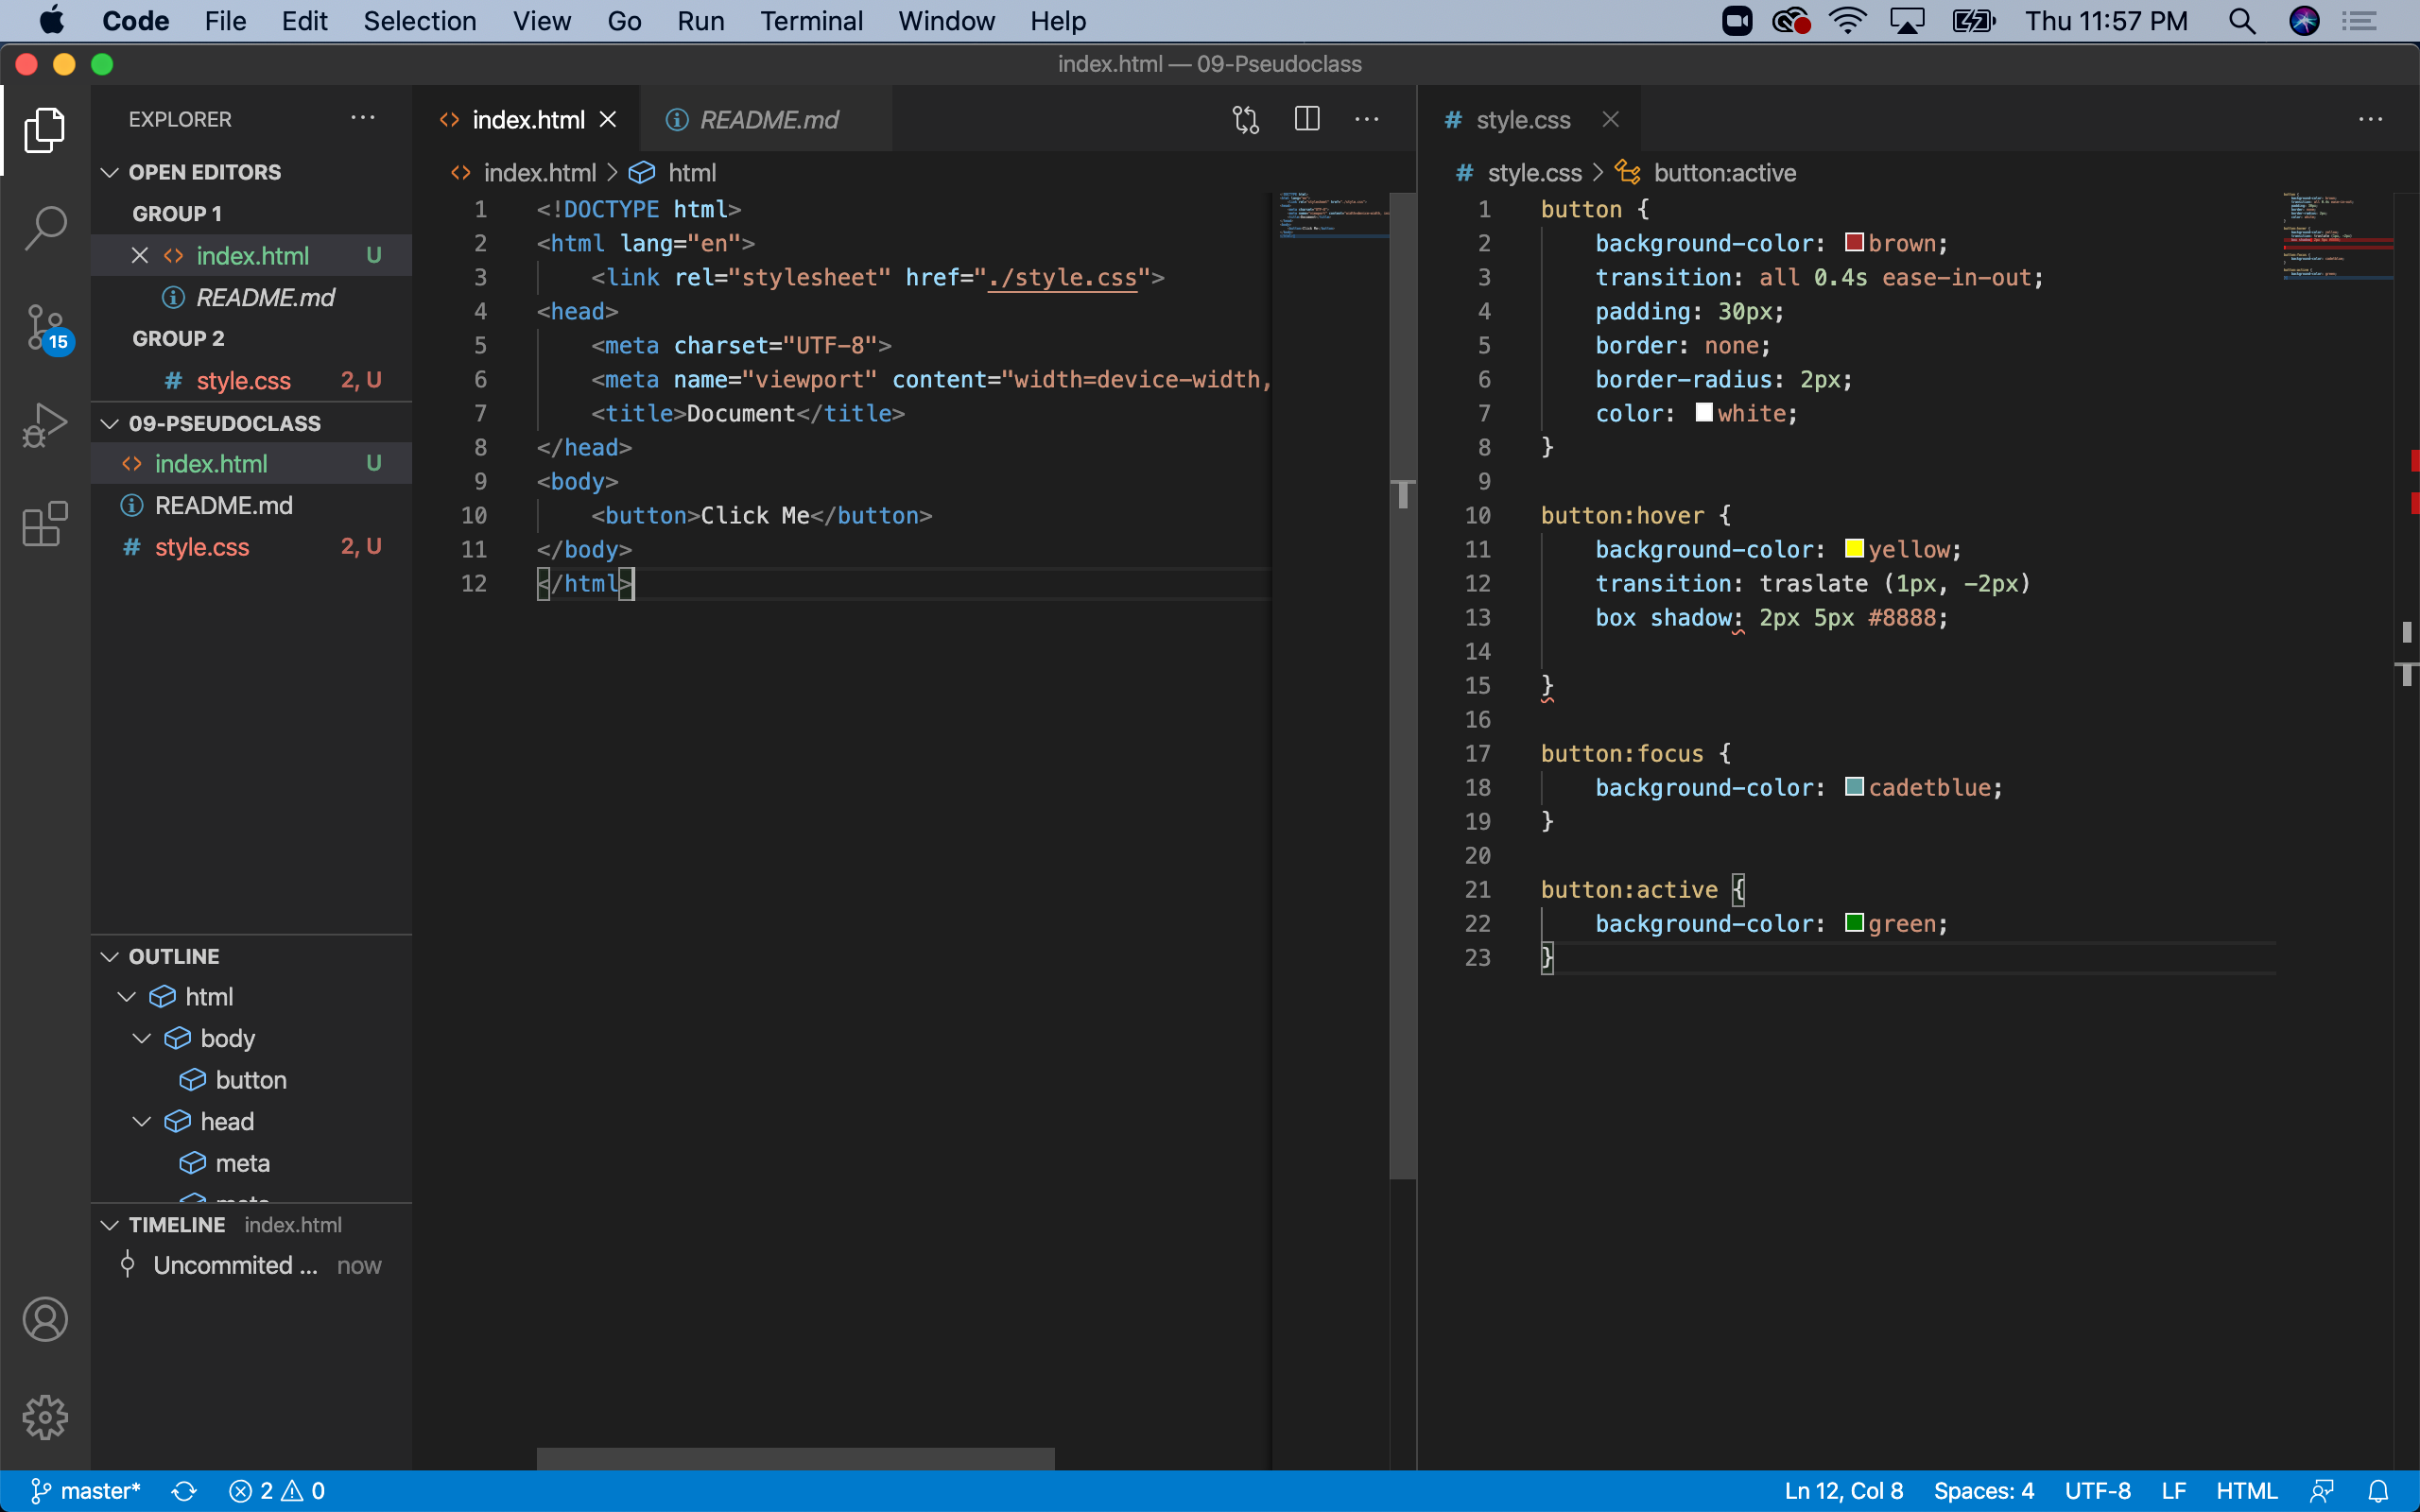 Code File Edit Selection View Go Run Terminal Window Help Thu 11:57 PM
index.html — 09-Pseudoclass
EXPLORER
OPEN EDITORS
GROUP 1
index.html U
README.md
GROUP 2
style.css 2, U
09-PSEUDOCLASS
index.html U
README.md
style.css 2, U
OUTLINE
html
body
button
head
meta
meta
TIMELINE index.html
Uncommited ... now
15
index.html README.md
index.html > html
1 <!DOCTYPE html>
2 <html lang="en">
3 <link rel="stylesheet" href="./style.css">
4 <head>
5 <meta charset="UTF-8">
6 <meta name="viewport" content="width=device-width,
7 <title>Document</title>
8 </head>
9 <body>
10 <button>Click Me</button>
11 </body>
12 </html>
# style.css
# style.css > button:active
1 button {
2 background-color: brown;
3 transition: all 0.4s ease-in-out;
4 padding: 30px;
5 border: none;
6 border-radius: 2px;
7 color: white;
8 }
9
10 button:hover {
11 background-color: yellow;
12 transition: traslate (1px, -2px)
13 box shadow: 2px 5px #8888;
14
15 }
16
17 button:focus {
18 background-color: cadetblue;
19 }
20
21 button:active {
22 background-color: green;
23 }
master* 2 0 Ln 12, Col 8 Spaces: 4 UTF-8 LF HTML